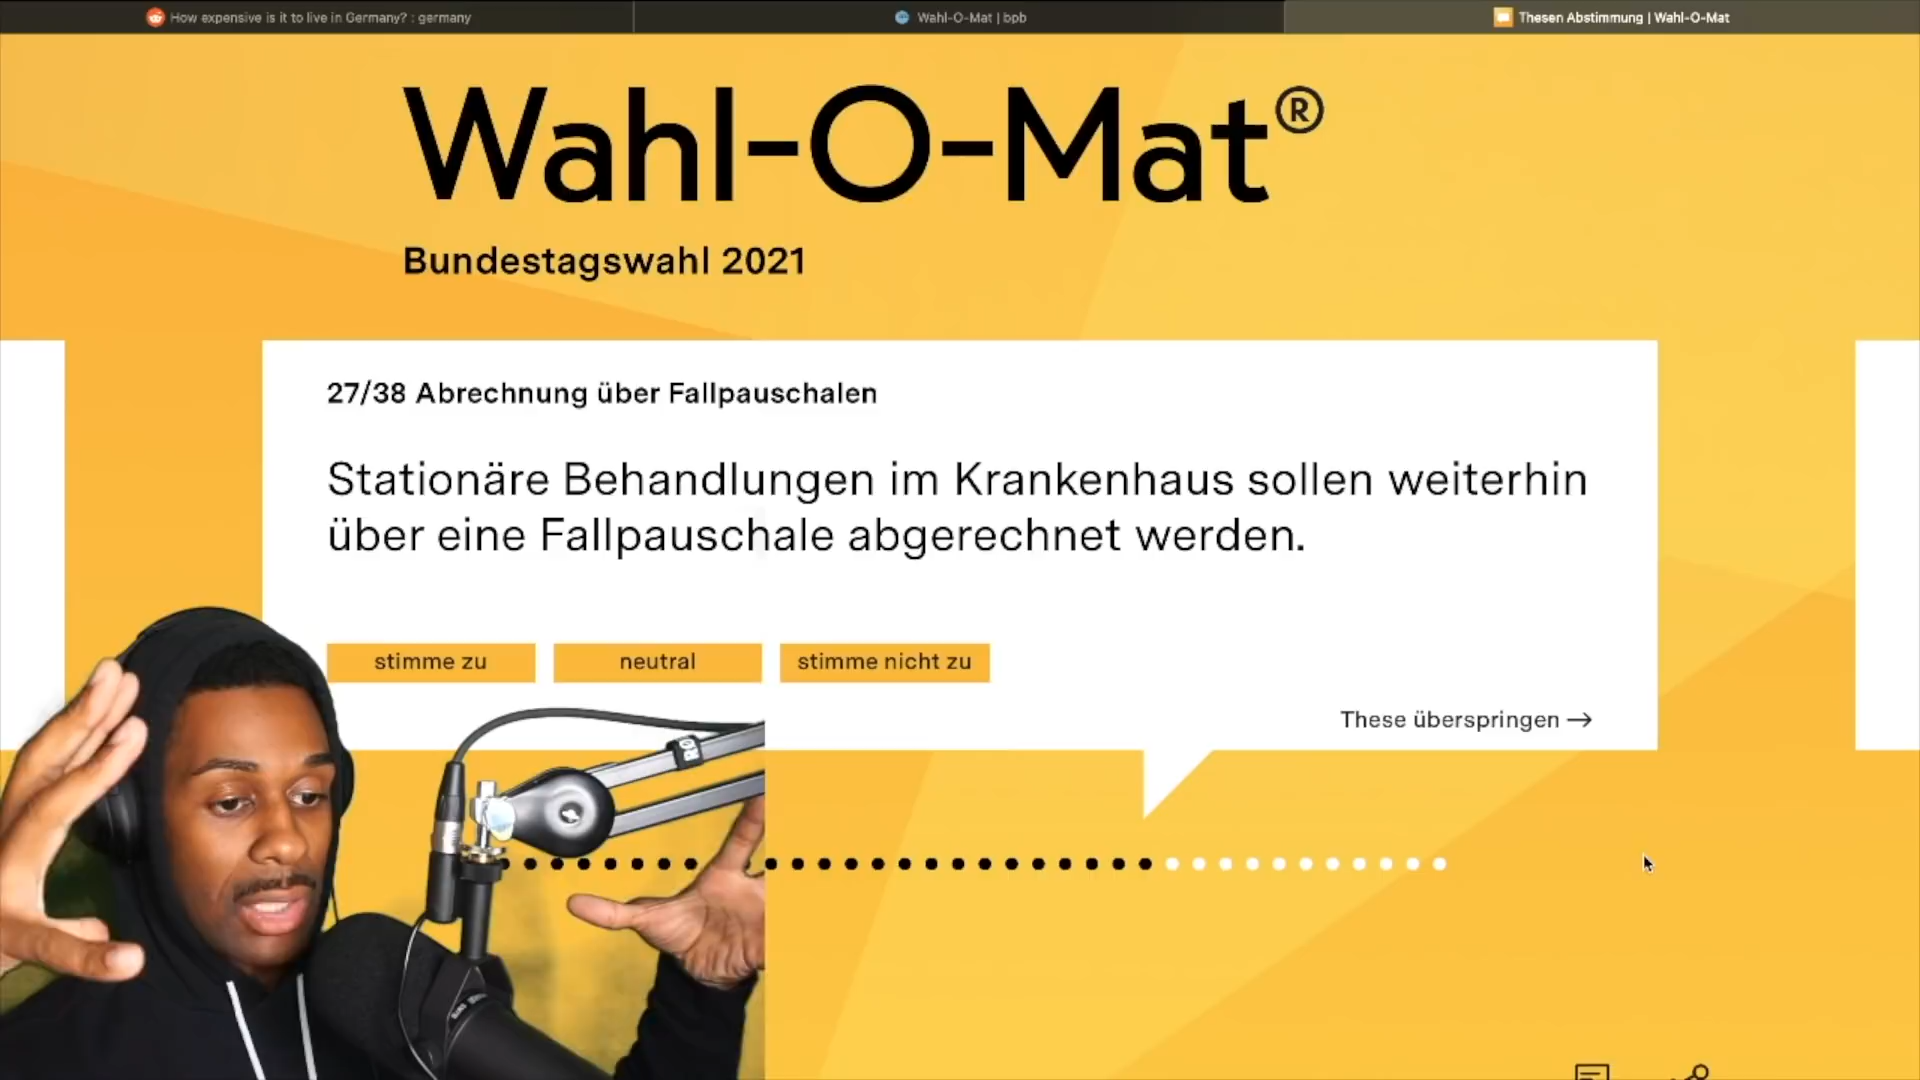 How expensive is it to live in Germany? : germany
Wahl-O-Mat | bpb
Thesen Abstimmung | Wahl-O-Mat
Wahl-O-Mat®
Bundestagswahl 2021
27/38 Abrechnung über Fallpauschalen
Stationäre Behandlungen im Krankenhaus sollen weiterhin
über eine Fallpauschale abgerechnet werden.
stimme zu
neutral
stimme nicht zu
These überspringen →